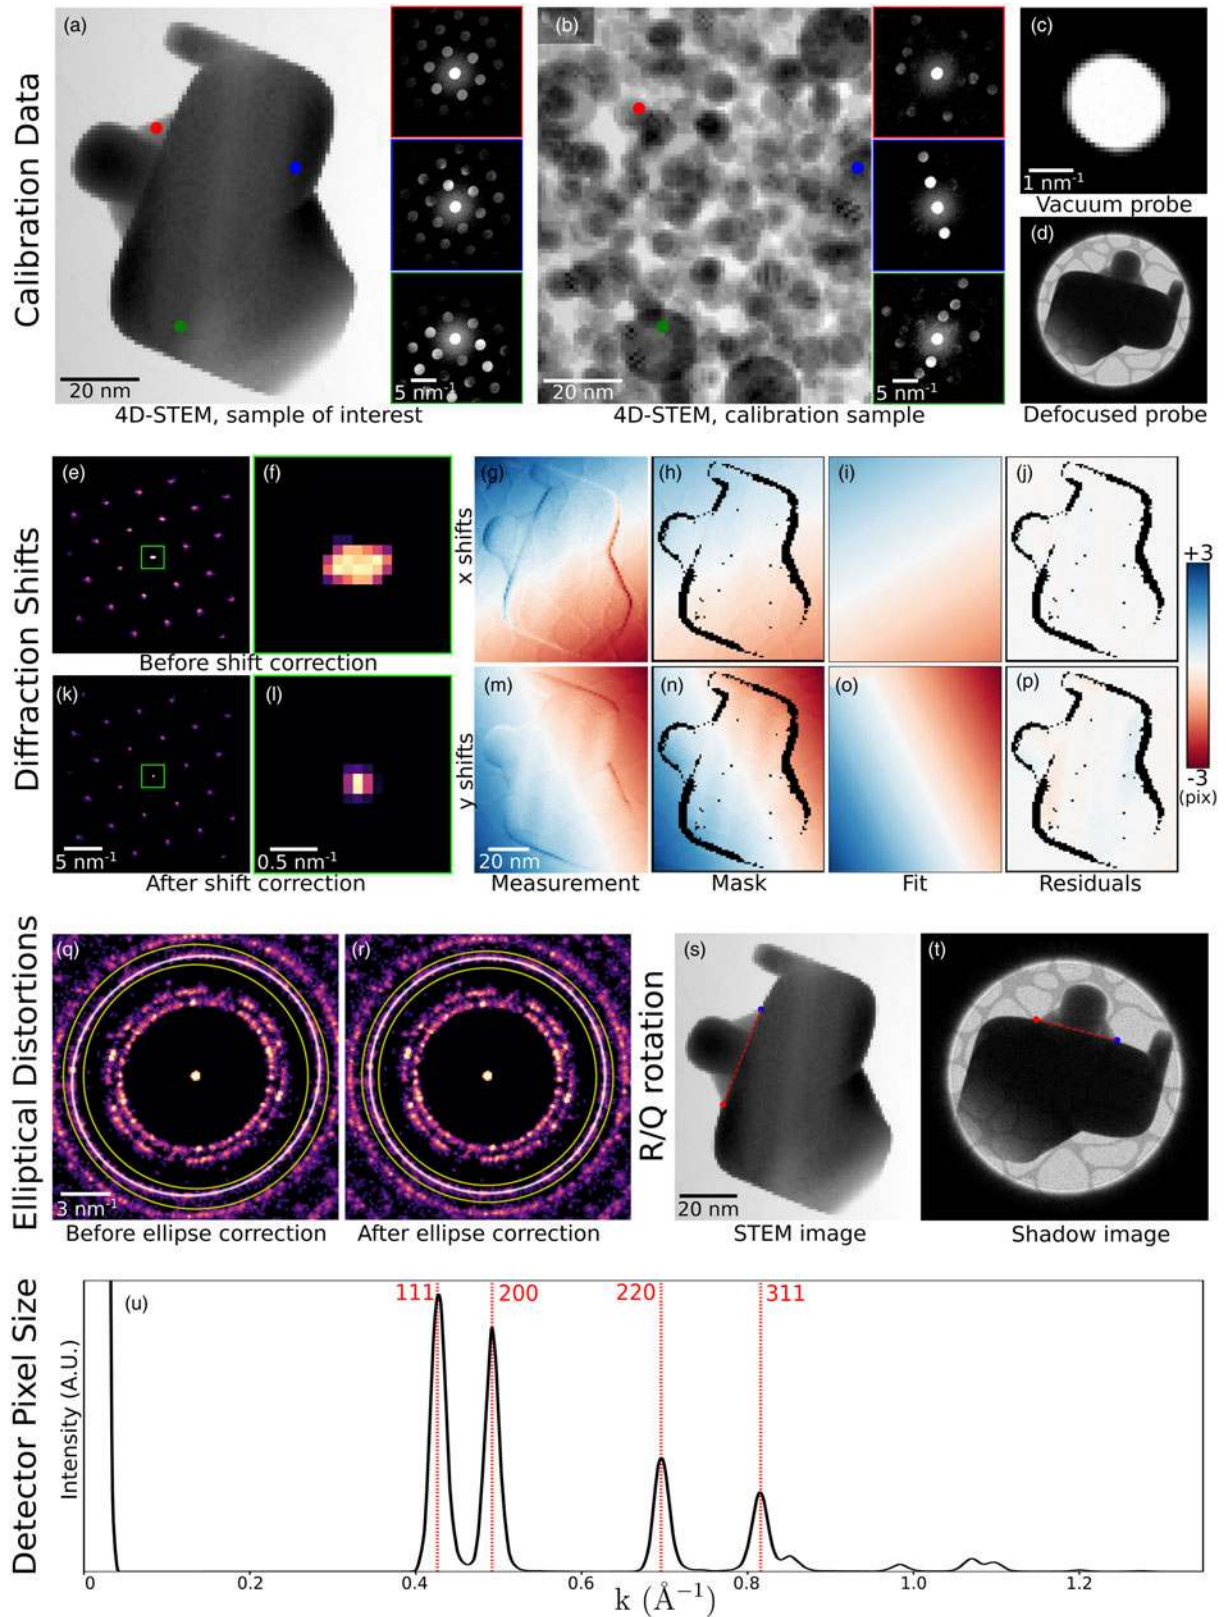 Calibration Data
(a)
20 nm
5 nm-1
4D-STEM, sample of interest
(b)
20 nm
5 nm-1
4D-STEM, calibration sample
(c)
1 nm-1
Vacuum probe
(d)
Defocused probe
Diffraction Shifts
(e)
(f)
Before shift correction
(k)
(l)
5 nm-1
0.5 nm-1
After shift correction
x shifts
(g)
(h)
(i)
(j)
y shifts
(m)
(n)
(o)
(p)
20 nm
Measurement
Mask
Fit
Residuals
+3
-3
(pix)
Elliptical Distortions
(q)
(r)
3 nm-1
Before ellipse correction
After ellipse correction
R/Q rotation
(s)
(t)
20 nm
STEM image
Shadow image
Detector Pixel Size
Intensity (A.U.)
(u)
111
200
220
311
0
0.2
0.4
0.6
0.8
1.0
1.2
k (Å−1)